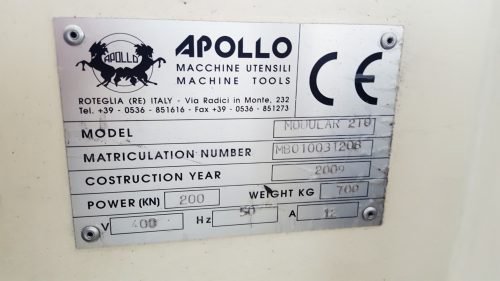 APOLLO
APOLLO
MACCHINE UTENSILI
MACHINE TOOLS
ROTEGLIA (RE) ITALY - Via Radici in Monte, 232
Tel. +39 - 0536 - 851616 - Fax +39 - 0536 - 851273
CE
MODEL MODULAR 2T0
MATRICULATION NUMBER
COSTRUCTION YEAR 2009
POWER (KN) 200 WEIGHT KG 700
V 400 Hz 50 A 12